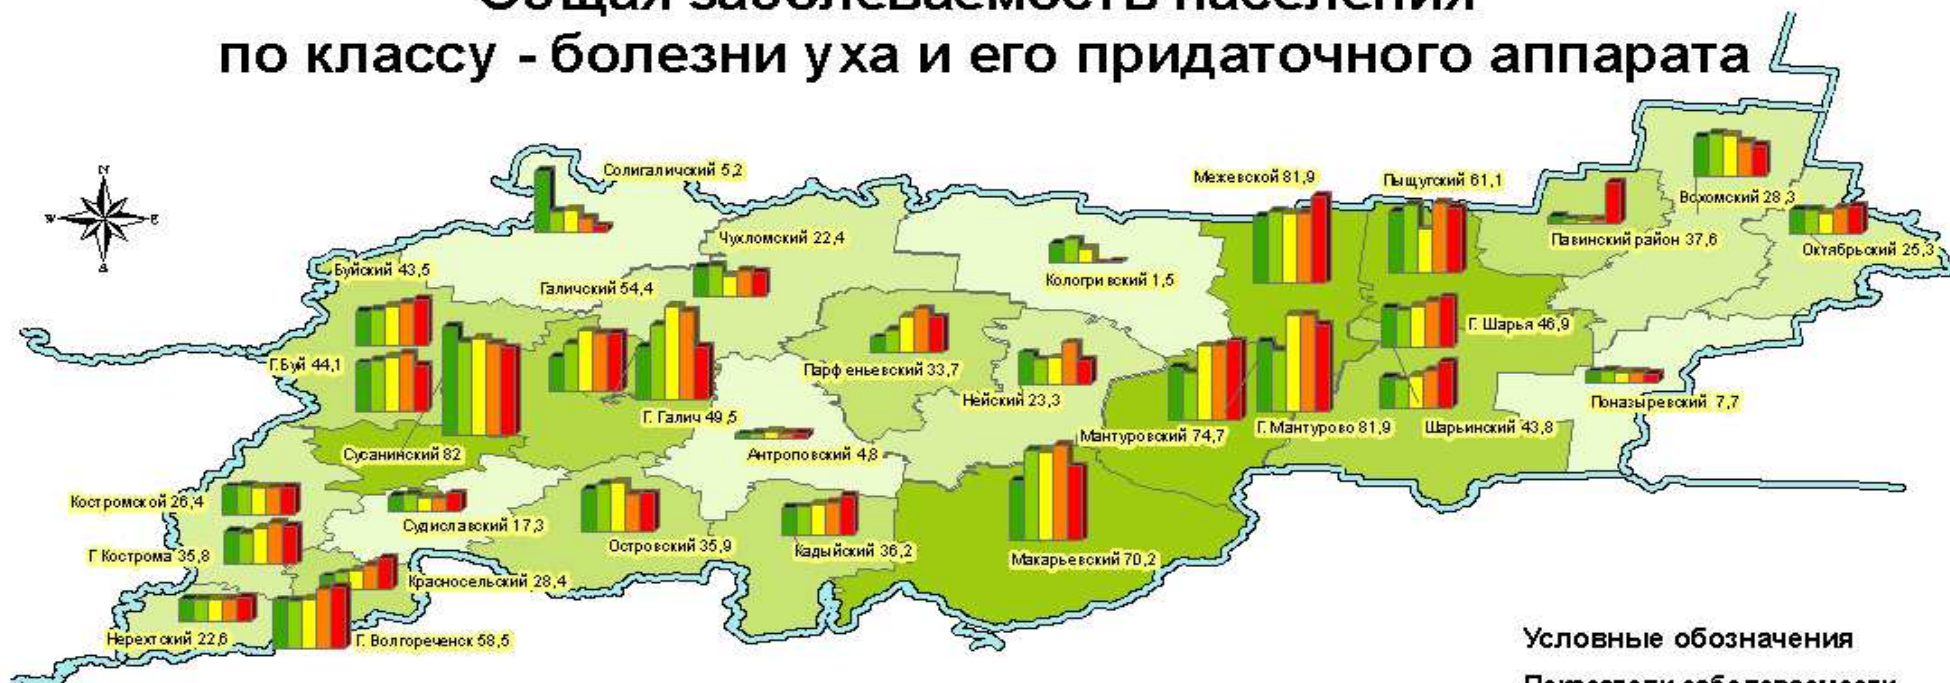 Общая заболеваемость населения
по классу - болезни уха и его придаточного аппарата
N
W
E
S
Солигаличский 5,2
Межевской 81,9
Пыщугский 61,1
Вохомский 28,3
Чухломский 22,4
Павинский район 37,6
Октябрьский 25,3
Буйский 43,5
Галичский 54,4
Кологривский 1,5
Г. Шарья 46,9
Г.Буй 44,1
Парфеньевский 33,7
Нейский 23,3
Поназыревский 7,7
Г. Галич 49,5
Мантуровский 74,7
Г. Мантурово 81,9
Шарьинский 43,8
Сусанинский 82
Антроповский 4,8
Костромской 26,4
Судиславский 17,3
Островский 35,9
Кадыйский 36,2
Макарьевский 70,2
Г Кострома 35,8
Красносельский 28,4
Нерехтский 22,6
Г. Волгореченск 58,5
Условные обозначения
Показатели заболеваемости